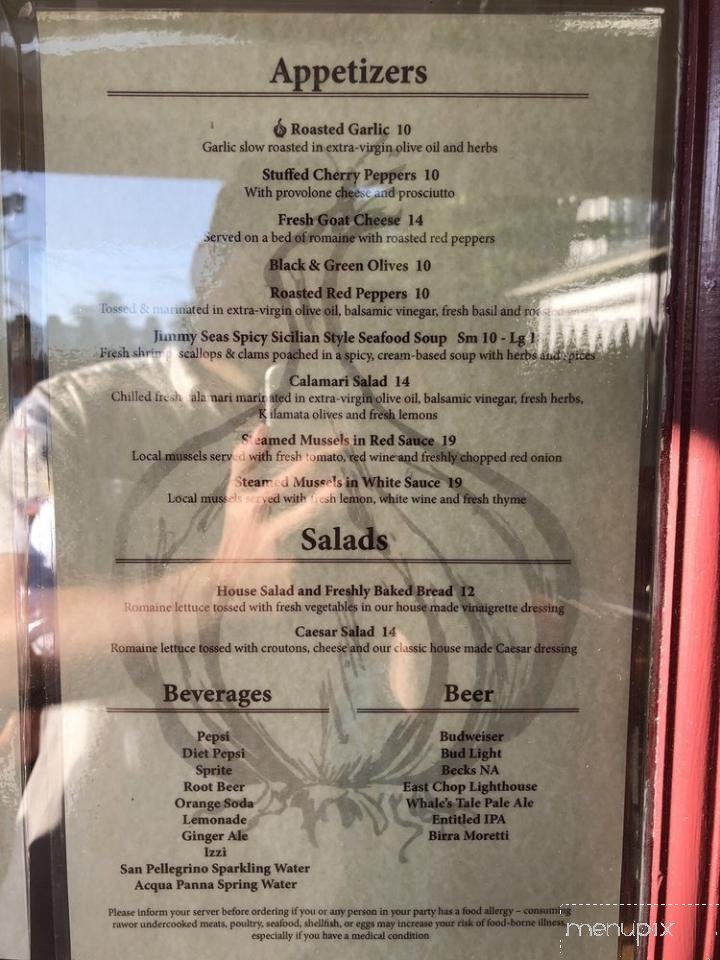 Appetizers
Roasted Garlic 10
Garlic slow roasted in extra-virgin olive oil and herbs
Stuffed Cherry Peppers 10
With provolone cheese and prosciutto
Fresh Goat Cheese 14
Served on a bed of romaine with roasted red peppers
Black & Green Olives 10
Roasted Red Peppers 10
Tossed & marinated in extra-virgin olive oil, balsamic vinegar, fresh basil and
Jimmy Seas Spicy Sicilian Style Seafood Soup Sm 10 - Lg
Fresh shrimp, scallops & clams poached in a spicy, cream-based soup with herbs and spices
Calamari Salad 14
Chilled fresh calamari marinated in extra-virgin olive oil, balsamic vinegar, fresh herbs,
Kalamata olives and fresh lemons
Steamed Mussels in Red Sauce 19
Local mussels served with fresh tomato, red wine and freshly chopped red onion
Steamed Mussels in White Sauce 19
Local mussels served with fresh lemon, white wine and fresh thyme
Salads
House Salad and Freshly Baked Bread 12
Romaine lettuce tossed with fresh vegetables in our house made vinaigrette dressing
Caesar Salad 14
Romaine lettuce tossed with croutons, cheese and our classic house made Caesar dressing
Beverages
Pepsi
Diet Pepsi
Sprite
Root Beer
Orange Soda
Lemonade
Ginger Ale
Izzi
San Pellegrino Sparkling Water
Acqua Panna Spring Water
Beer
Budweiser
Bud Light
Becks NA
East Chop Lighthouse
Whale's Tale Pale Ale
Entitled IPA
Birra Moretti
Please inform your server before ordering if you or any person in your party has a food allergy – consuming
raw or undercooked meats, poultry, seafood, shellfish, or eggs may increase your risk of food-borne illness,
especially if you have a medical condition
menupix